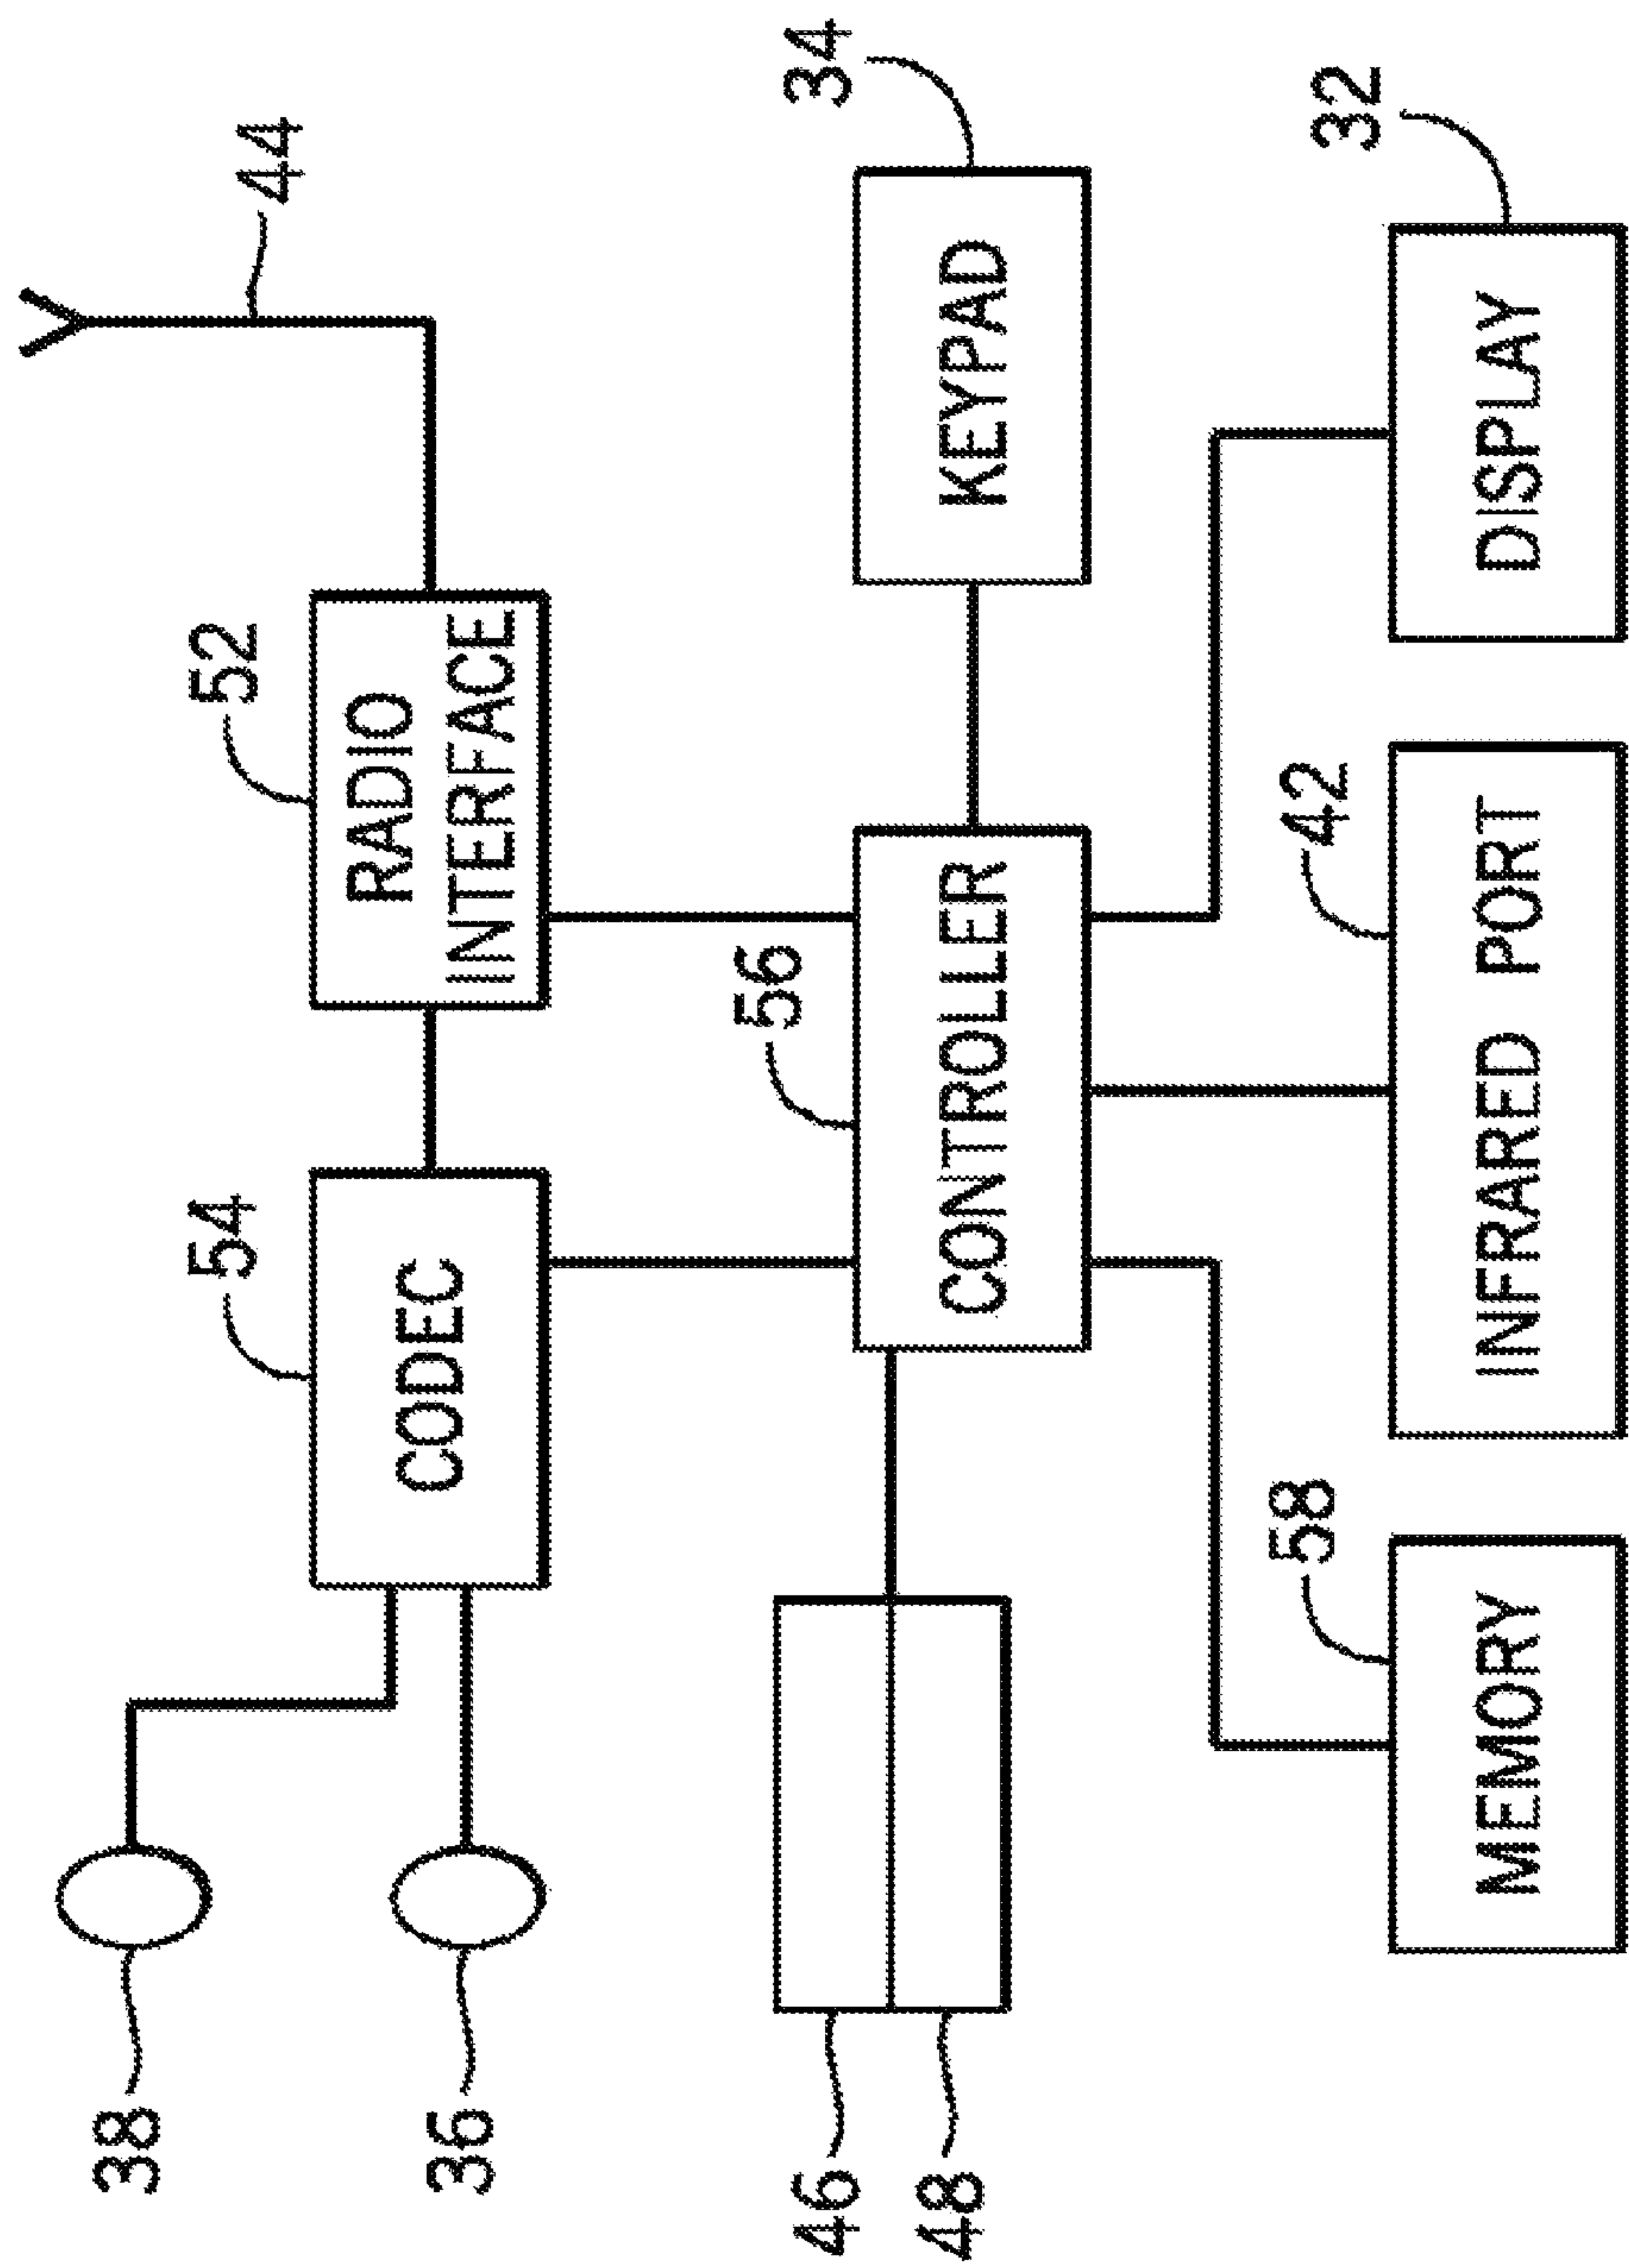 44
52
54
38
RADIO
INTERFACE
CODEC
36
34
56
KEYPAD
CONTROLLER
46
48
32
42
58
DISPLAY
INFRARED PORT
MEMORY